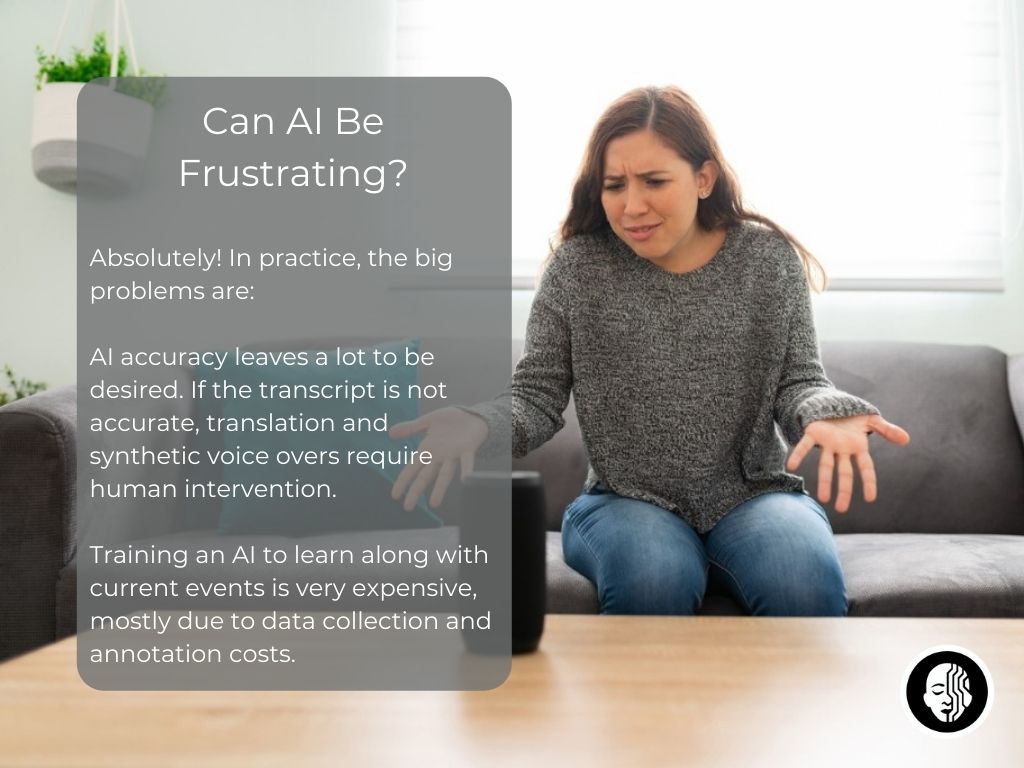 Can AI Be
Frustrating?
Absolutely! In practice, the big
problems are:
AI accuracy leaves a lot to be
desired. If the transcript is not
accurate, translation and
synthetic voice overs require
human intervention.
Training an AI to learn along with
current events is very expensive,
mostly due to data collection and
annotation costs.